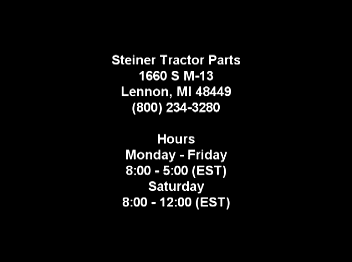 Steiner Tractor Parts
1660 S M-13
Lennon, MI 48449
(800) 234-3280
Hours
Monday - Friday
8:00 - 5:00 (EST)
Saturday
8:00 - 12:00 (EST)